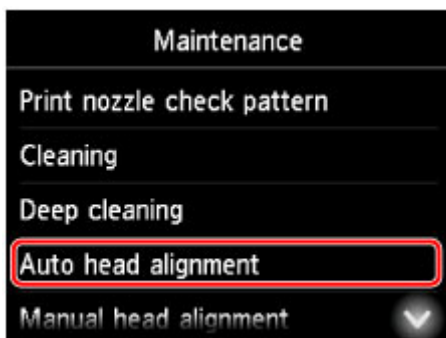 Maintenance
Print nozzle check pattern
Cleaning
Deep cleaning
Auto head alignment
Manual head alignment